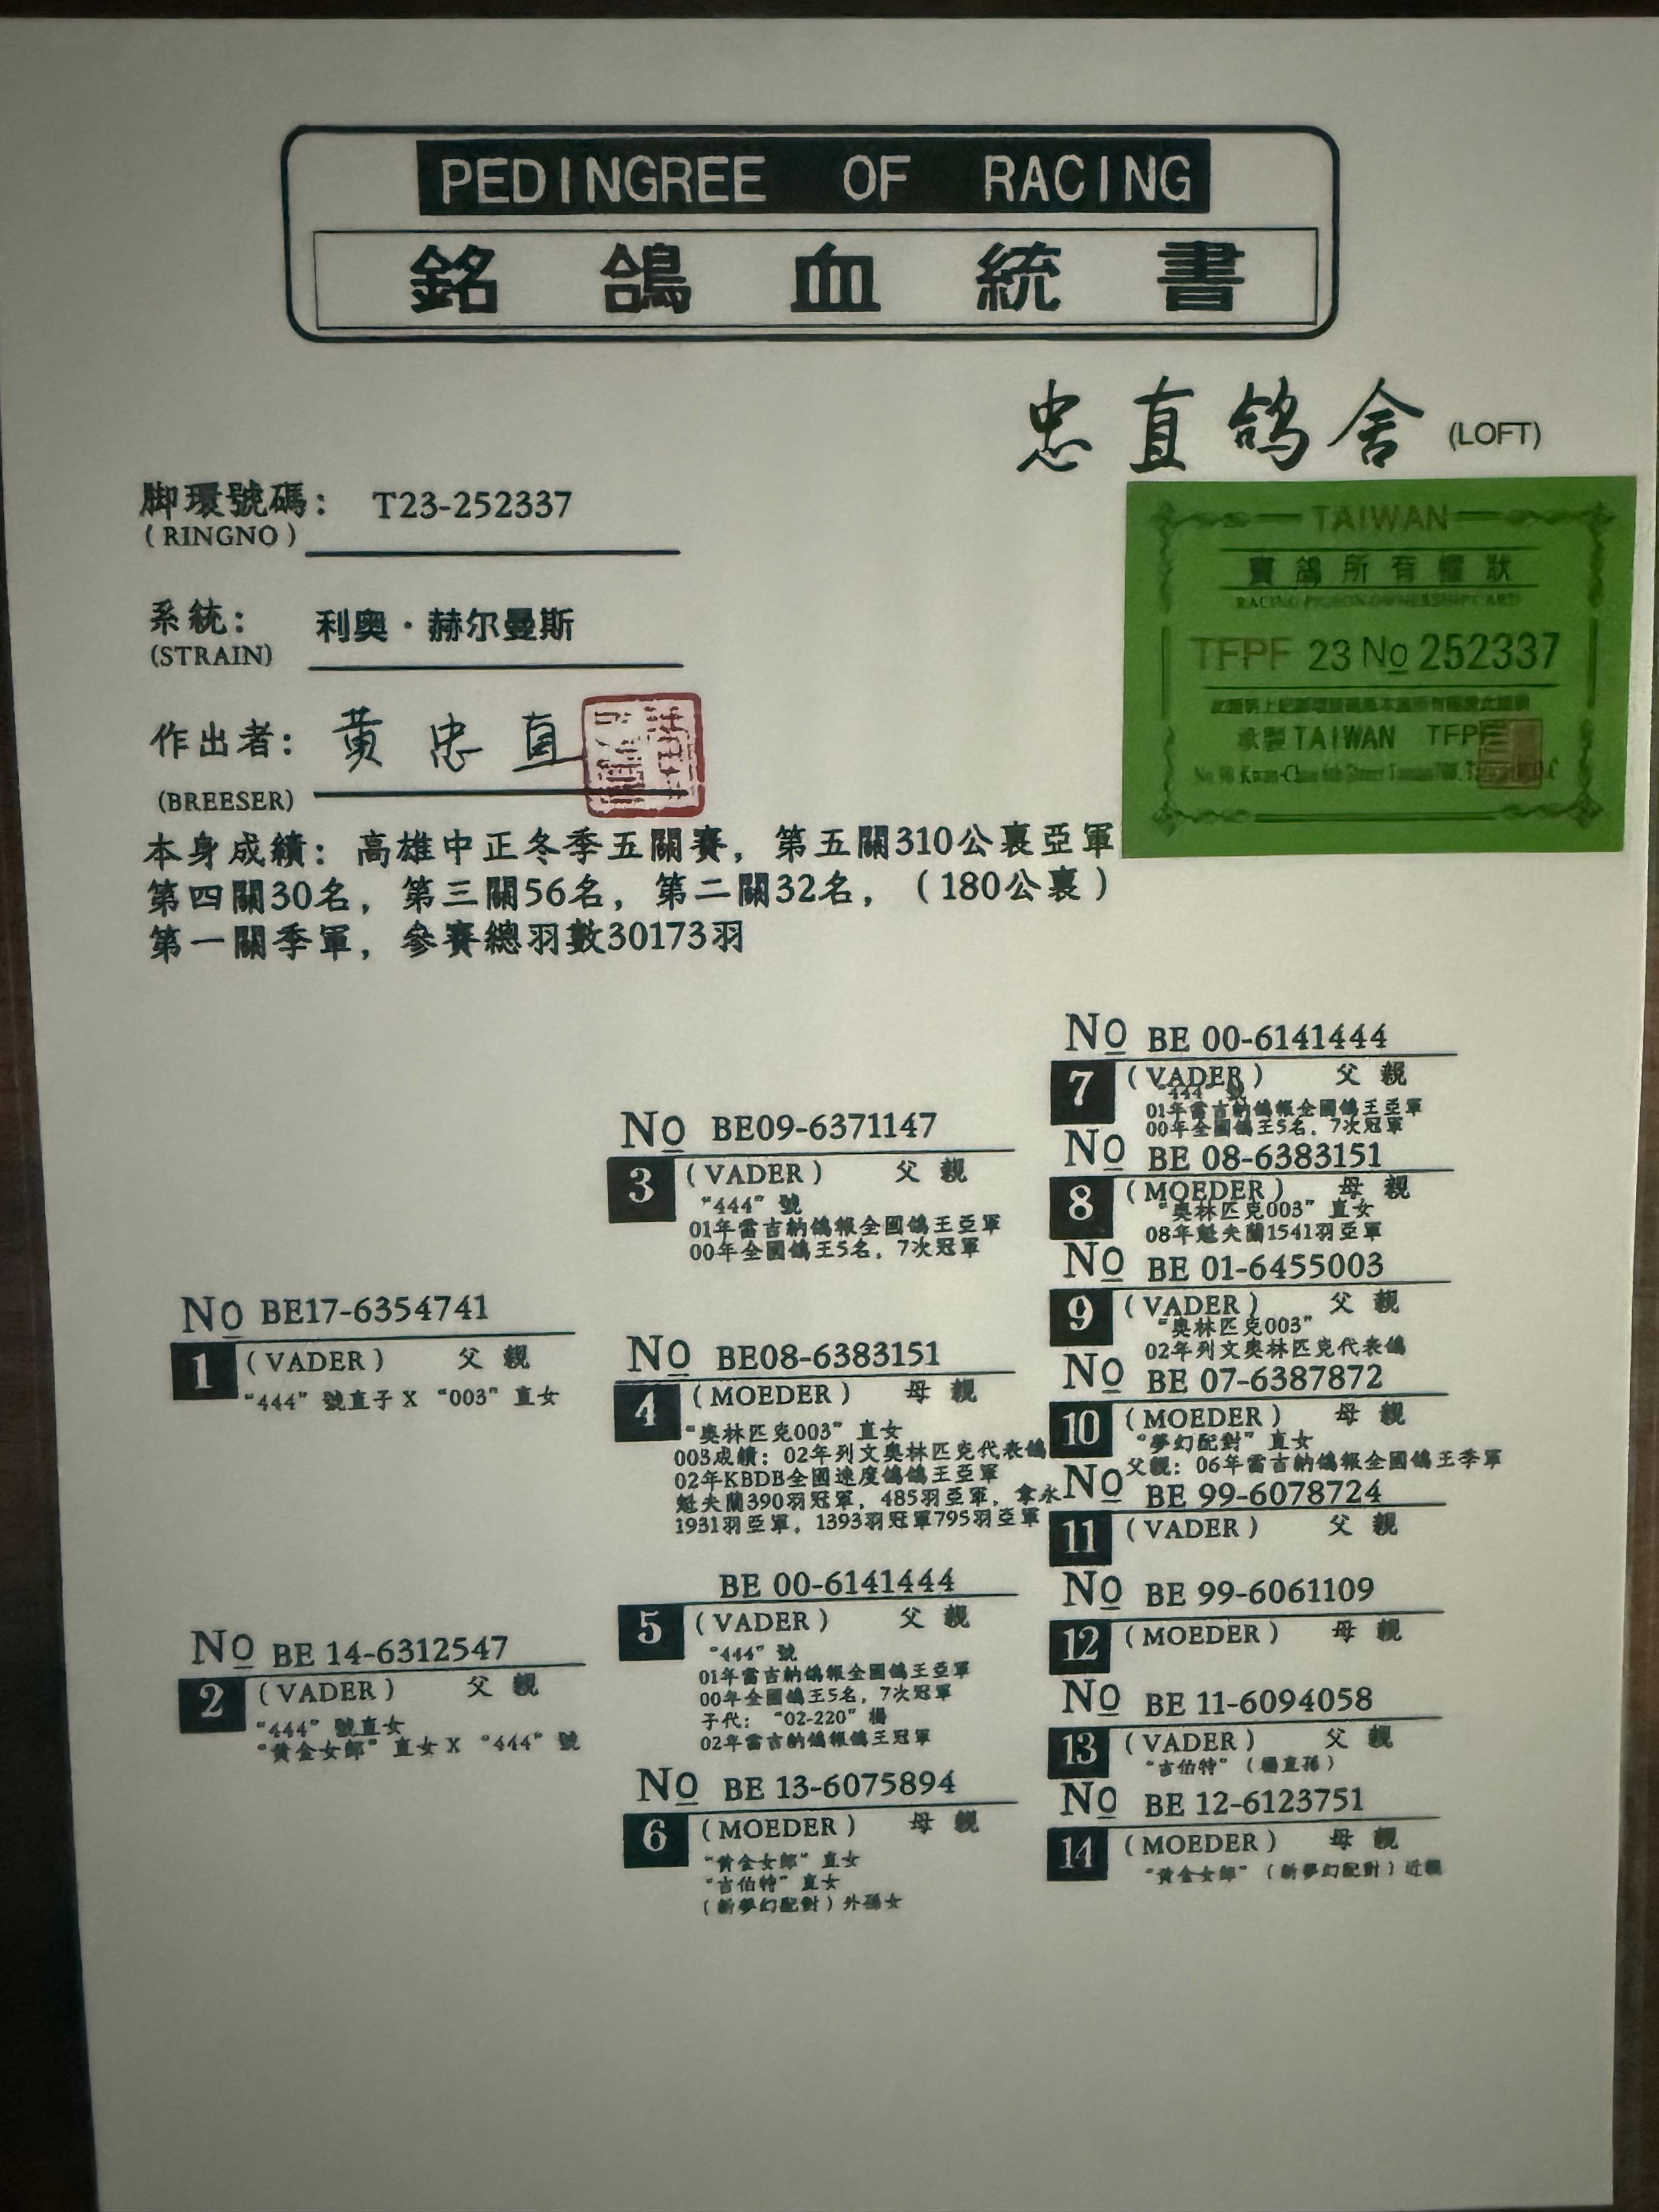 PEDINGREE OF RACING
銘鴿血統書
忠直鴿舍 (LOFT)
脚環號碼： T23-252337
(RINGNO)
系統： 利奥·赫尔曼斯
(STRAIN)
作出者： 黃忠直
(BREESER)
TAIWAN
賽鴿所有權狀
RACING PIGEON OWNERSHIP CARD
TFPF 23 No 252337
承製 TAIWAN TFPF
本身成績：高雄中正冬季五關賽，第五關310公裏亞軍
第四關30名，第三關56名，第二關32名，（180公裏）
第一關季軍，參賽總羽數30173羽
No BE17-6354741
1 (VADER) 父親
“444”號直子 X “003”直女
No BE 14-6312547
2 (VADER) 父親
“444”號直女
“黃金女郎”直女 X “444”號
No BE09-6371147
3 (VADER) 父親
“444”號
01年雷吉納鴿報全國鴿王亞軍
00年全國鴿王5名，7次冠軍
No BE08-6383151
4 (MOEDER) 母親
“奧林匹克003”直女
003成績：02年列文奧林匹克代表鴿
02年KBDB全國速度鴿鴿王亞軍
魁夫蘭390羽冠軍，485羽亞軍，拿永
1931羽亞軍，1393羽冠軍795羽亞軍
BE 00-6141444
5 (VADER) 父親
“444”號
01年雷吉納鴿報全國鴿王亞軍
00年全國鴿王5名，7次冠軍
子代：“02-220”楊
02年雷吉納鴿報鴿王冠軍
No BE 13-6075894
6 (MOEDER) 母親
“黃金女郎”直女
“吉伯特”直女
（新夢幻配對）外孫女
No BE 00-6141444
7 (VADER) 父親
“444”號
01年雷吉納鴿報全國鴿王亞軍
00年全國鴿王5名，7次冠軍
No BE 08-6383151
8 (MOEDER) 母親
“奧林匹克003”直女
08年魁夫蘭1541羽亞軍
No BE 01-6455003
9 (VADER) 父親
“奧林匹克003”
02年列文奧林匹克代表鴿
No BE 07-6387872
10 (MOEDER) 母親
“夢幻配對”直女
父親：06年雷吉納鴿報全國鴿王季軍
No BE 99-6078724
11 (VADER) 父親
No BE 99-6061109
12 (MOEDER) 母親
No BE 11-6094058
13 (VADER) 父親
“吉伯特”（楊直孫）
No BE 12-6123751
14 (MOEDER) 母親
“黃金女郎”（新夢幻配對）近親